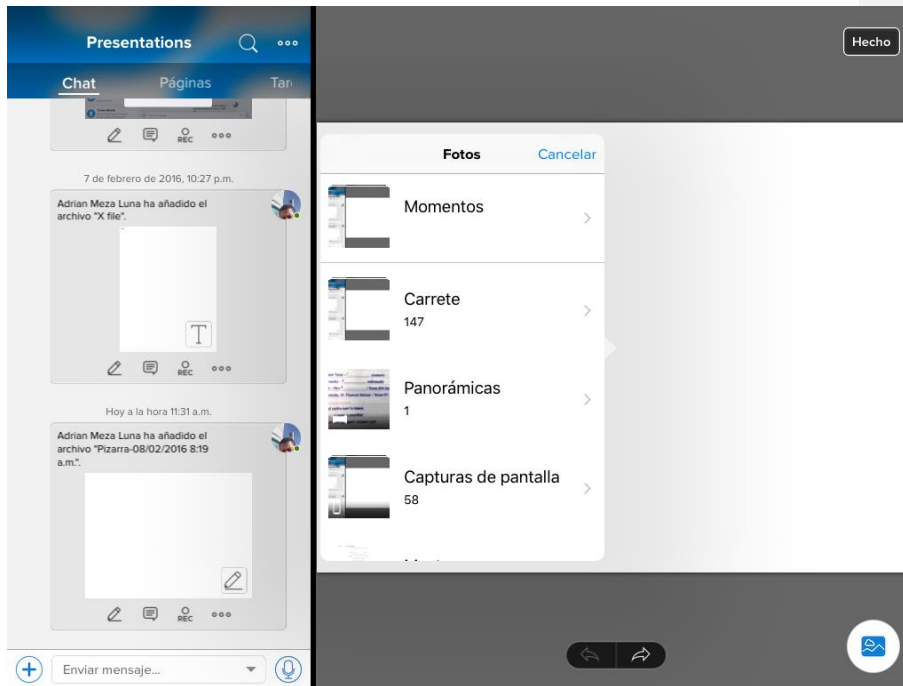 Presentations
Chat
Páginas
REC
7 de febrero de 2016, 10:27 p.m.
Adrian Meza Luna ha añadido el
archivo "X file".
T
REC
Hoy a la hora 11:31 a.m.
Adrian Meza Luna ha añadido el
archivo "Pizarra-08/02/2016 8:19
a.m.".
REC
Enviar mensaje...
Hecho
Fotos
Cancelar
Momentos
Carrete
147
Panorámicas
1
Capturas de pantalla
58